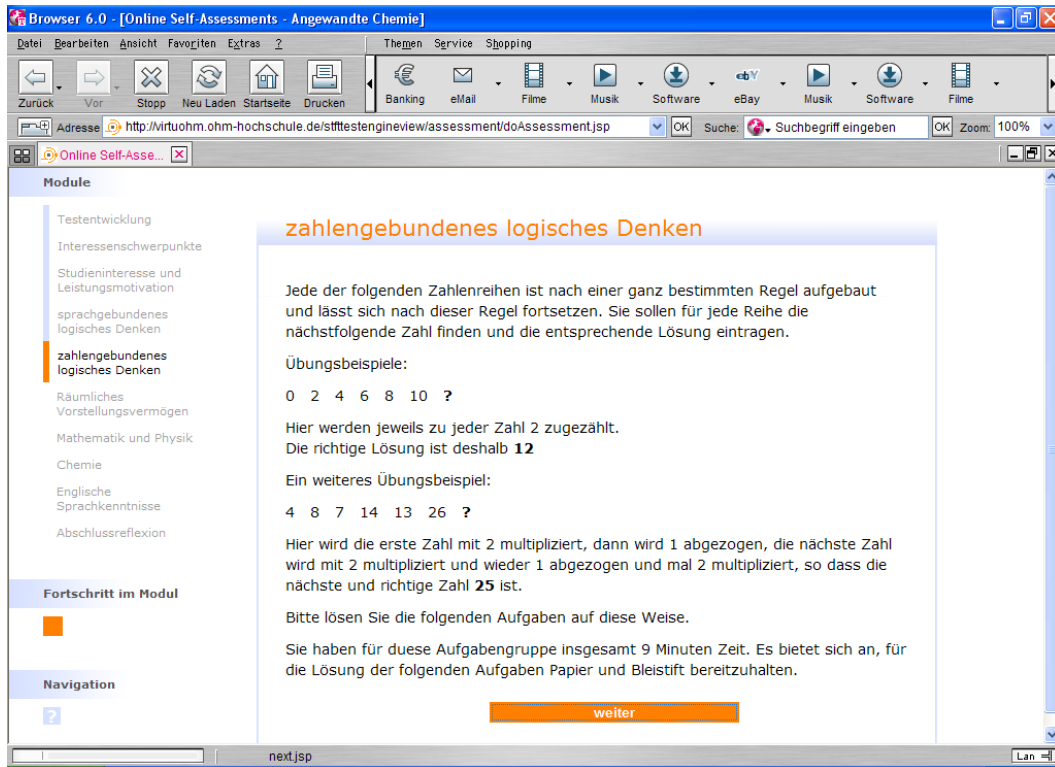 Browser 6.0 - [Online Self-Assessments - Angewandte Chemie]
Datei Bearbeiten Ansicht Favoriten Extras ? Themen Service Shopping
Zurück Vor Stopp Neu Laden Startseite Drucken Banking eMail Filme Musik Software eBay Musik Software Filme
Adresse http://virtuohm.ohm-hochschule.de/stfttestengineview/assessment/doAssessment.jsp OK Suche: Suchbegriff eingeben OK Zoom: 100%
Online Self-Asse...
Module
Testentwicklung
Interessenschwerpunkte
Studieninteresse und
Leistungsmotivation
sprachgebundenes
logisches Denken
zahlengebundenes
logisches Denken
Räumliches
Vorstellungsvermögen
Mathematik und Physik
Chemie
Englische
Sprachkenntnisse
Abschlussreflexion
Fortschritt im Modul
Navigation
?
zahlengebundenes logisches Denken
Jede der folgenden Zahlenreihen ist nach einer ganz bestimmten Regel aufgebaut
und lässt sich nach dieser Regel fortsetzen. Sie sollen für jede Reihe die
nächstfolgende Zahl finden und die entsprechende Lösung eintragen.
Übungsbeispiele:
0 2 4 6 8 10 ?
Hier werden jeweils zu jeder Zahl 2 zugezählt.
Die richtige Lösung ist deshalb 12
Ein weiteres Übungsbeispiel:
4 8 7 14 13 26 ?
Hier wird die erste Zahl mit 2 multipliziert, dann wird 1 abgezogen, die nächste Zahl
wird mit 2 multipliziert und wieder 1 abgezogen und mal 2 multipliziert, so dass die
nächste und richtige Zahl 25 ist.
Bitte lösen Sie die folgenden Aufgaben auf diese Weise.
Sie haben für duese Aufgabengruppe insgesamt 9 Minuten Zeit. Es bietet sich an, für
die Lösung der folgenden Aufgaben Papier und Bleistift bereitzuhalten.
weiter
next.jsp
Lan